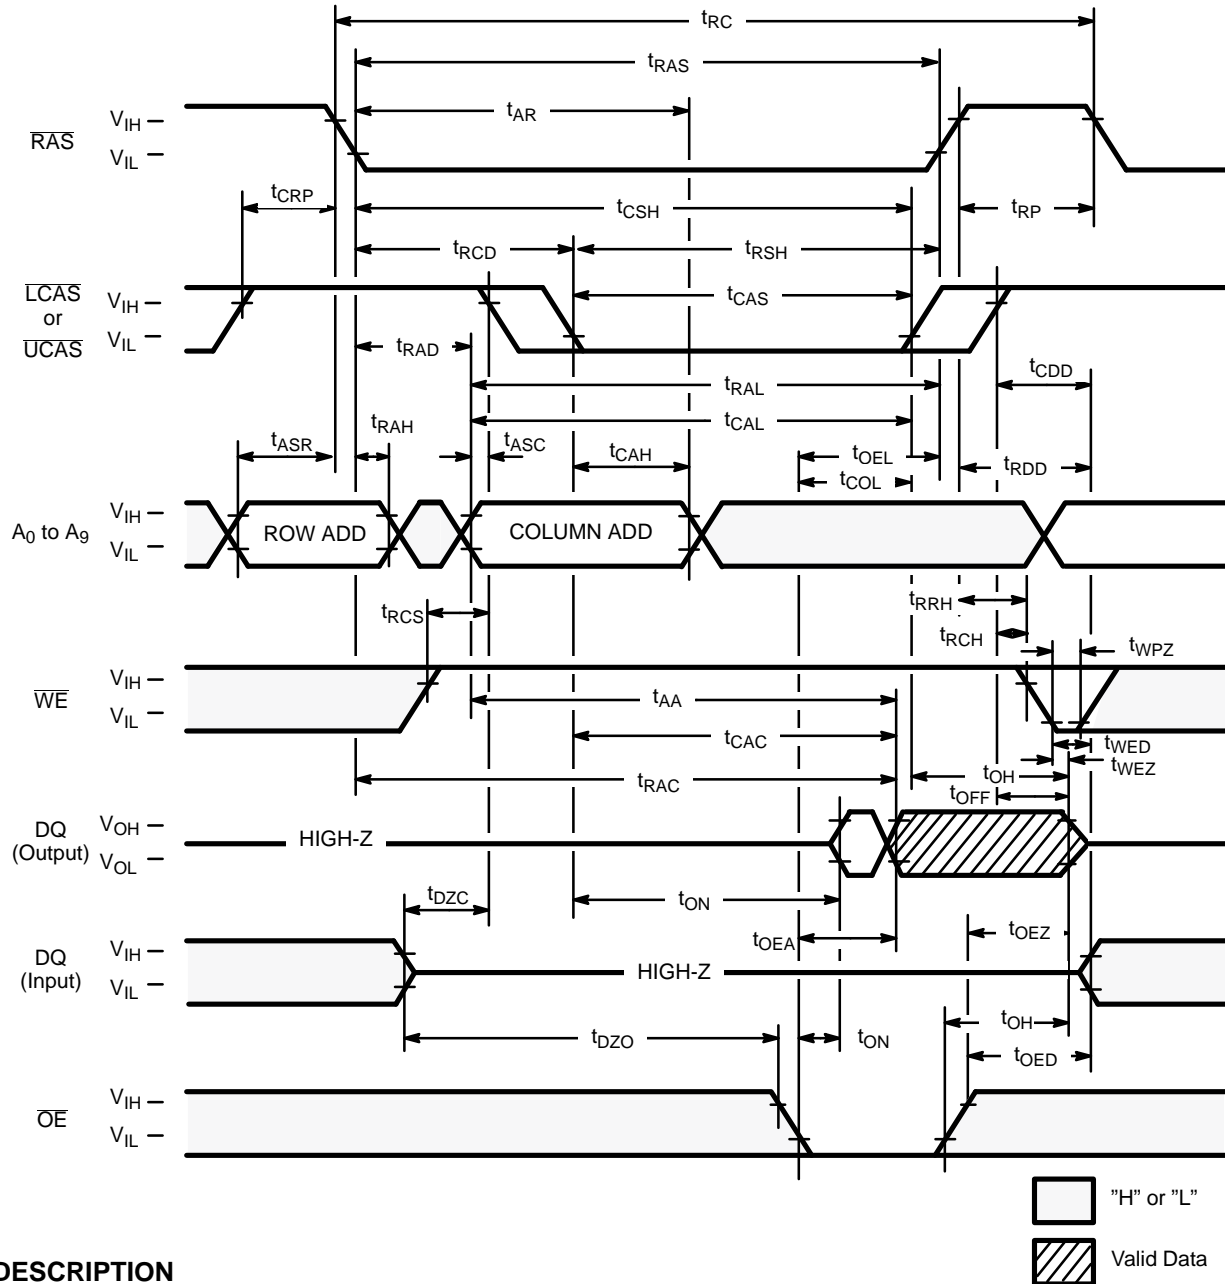 tRC
tRAS
tAR
RAS
VIH
VIL
tCRP
tCSH
tRP
tRCD
tRSH
LCAS
or
UCAS
VIH
VIL
tCAS
tRAD
tCDD
tRAL
tRAH
tCAL
tASR
tASC
tCAH
tOEL
tRDD
tCOL
A0 to A9
VIH
VIL
ROW ADD
COLUMN ADD
tRCS
tRRH
tRCH
tWPZ
WE
VIH
VIL
tAA
tCAC
tWED
tWEZ
tRAC
tOH
tOFF
DQ
(Output)
VOH
VOL
HIGH-Z
tDZC
tON
tOEA
tOEZ
DQ
(Input)
VIH
VIL
HIGH-Z
tOH
tDZO
tON
tOED
OE
VIH
VIL
”H” or ”L”
Valid Data
DESCRIPTION